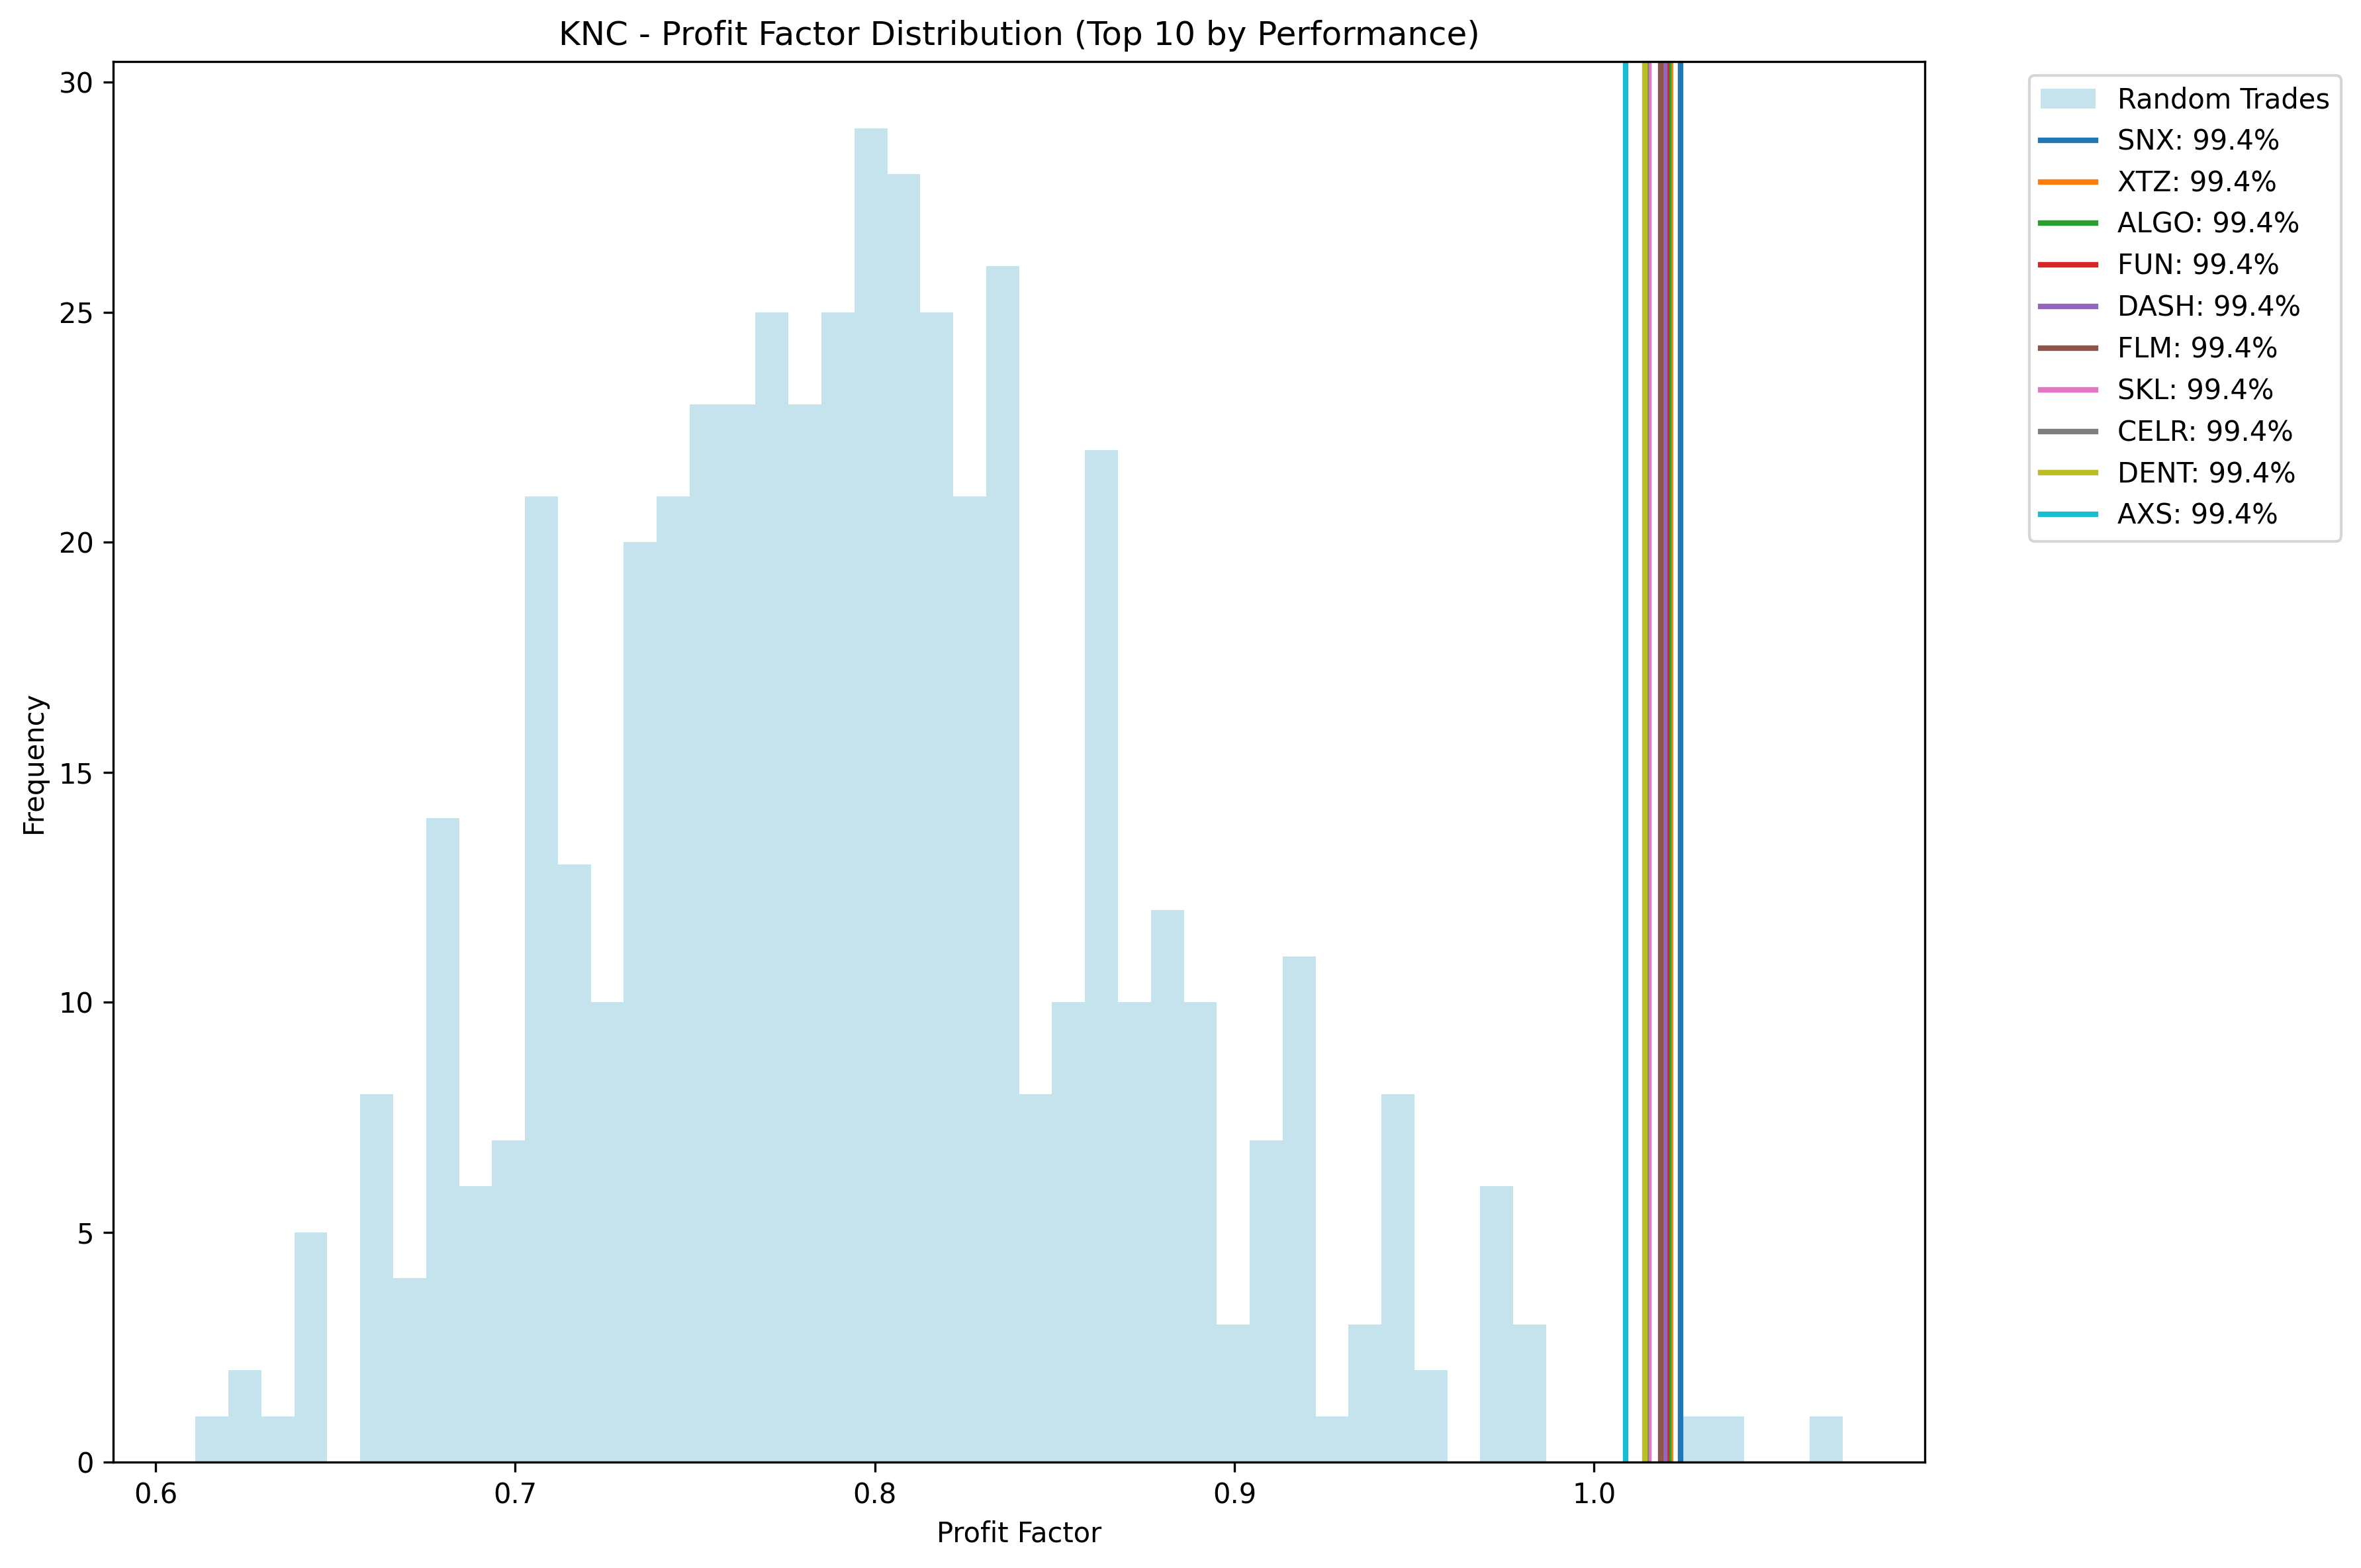 KNC - Profit Factor Distribution (Top 10 by Performance)
30
25
20
15
10
5
0
Frequency
0.6 0.7 0.8 0.9 1.0
Profit Factor
Random Trades
SNX: 99.4%
XTZ: 99.4%
ALGO: 99.4%
FUN: 99.4%
DASH: 99.4%
FLM: 99.4%
SKL: 99.4%
CELR: 99.4%
DENT: 99.4%
AXS: 99.4%